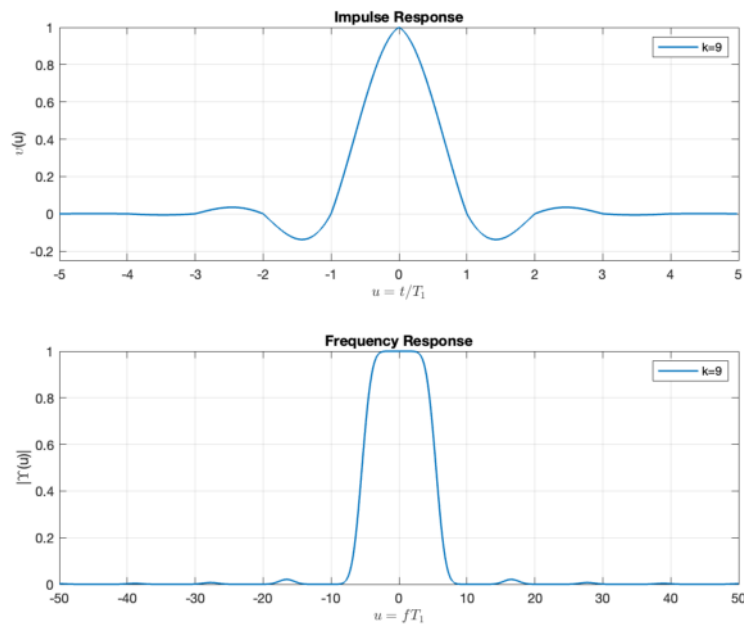 Impulse Response
k=9
1
0.8
0.6
0.4
0.2
0
-0.2
υ(u)
-5 -4 -3 -2 -1 0 1 2 3 4 5
u = t/T₁
Frequency Response
k=9
1
0.8
0.6
0.4
0.2
0
|ϒ(u)|
-50 -40 -30 -20 -10 0 10 20 30 40 50
u = fT₁